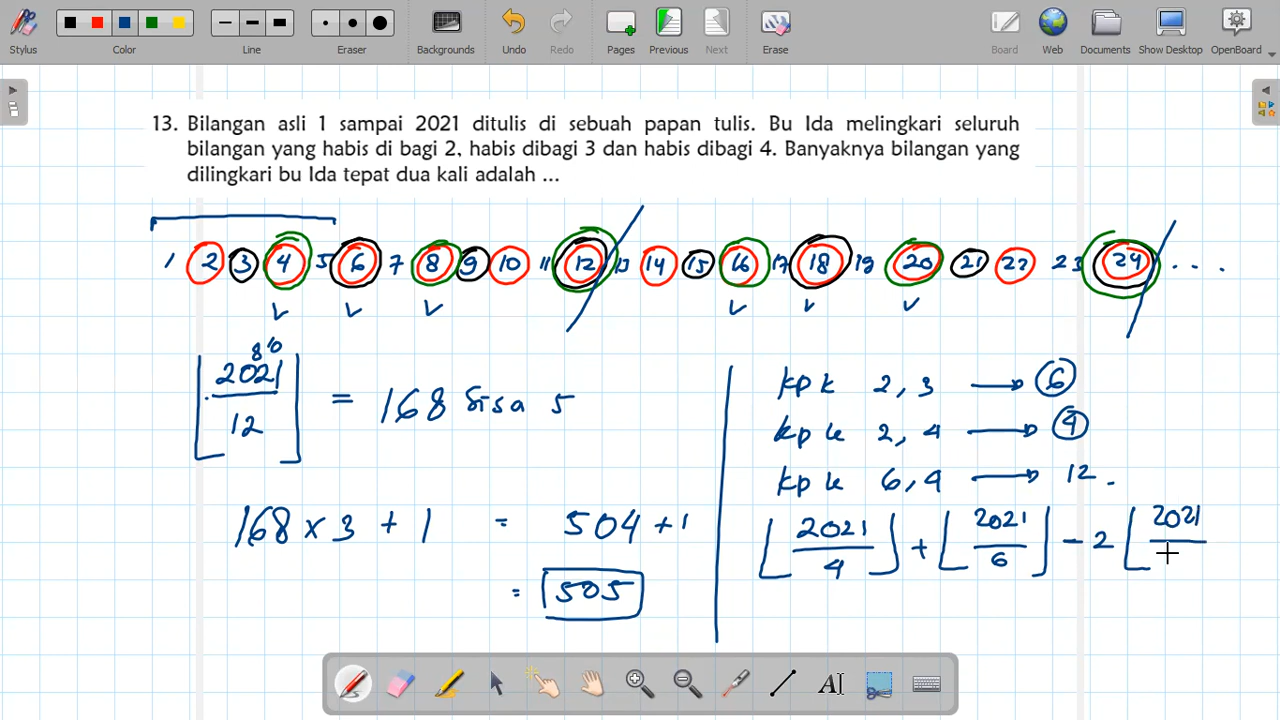 Stylus Color Line Eraser Backgrounds Undo Redo Pages Previous Next Erase Board Web Documents Show Desktop OpenBoard
13. Bilangan asli 1 sampai 2021 ditulis di sebuah papan tulis. Bu Ida melingkari seluruh
bilangan yang habis di bagi 2, habis dibagi 3 dan habis dibagi 4. Banyaknya bilangan yang
dilingkari bu Ida tepat dua kali adalah ...
1 2 3 4 5 6 7 8 9 10 11 12 13 14 15 16 17 18 19 20 21 22 23 24 ...
⌊2021/12⌋ = 168 sisa 5
80
168 x 3 + 1 = 504 + 1
= 505
kpk 2, 3 → 6
kpk 2, 4 → 4
kpk 6, 4 → 12.
⌊2021/4⌋ + ⌊2021/6⌋ - 2 ⌊2021
AI